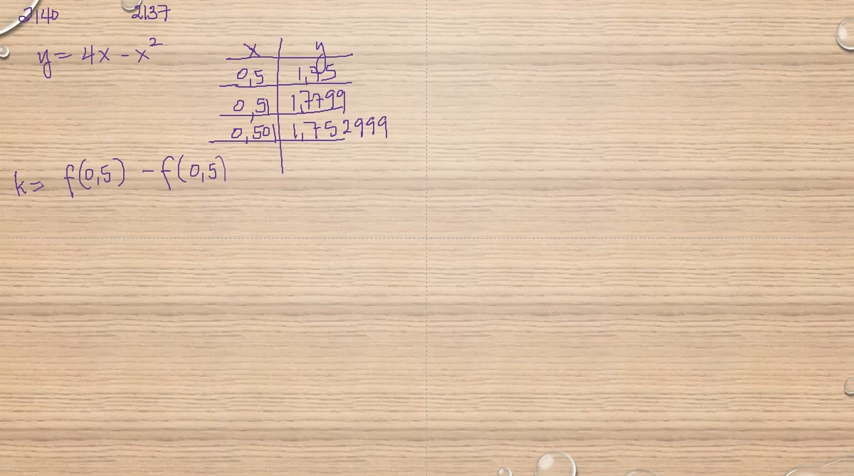 2140 2137
y = 4x - x²
x y
0,5 1,75
0,51 1,7799
0,501 1,752999
k = f(0,5) - f(0,5)